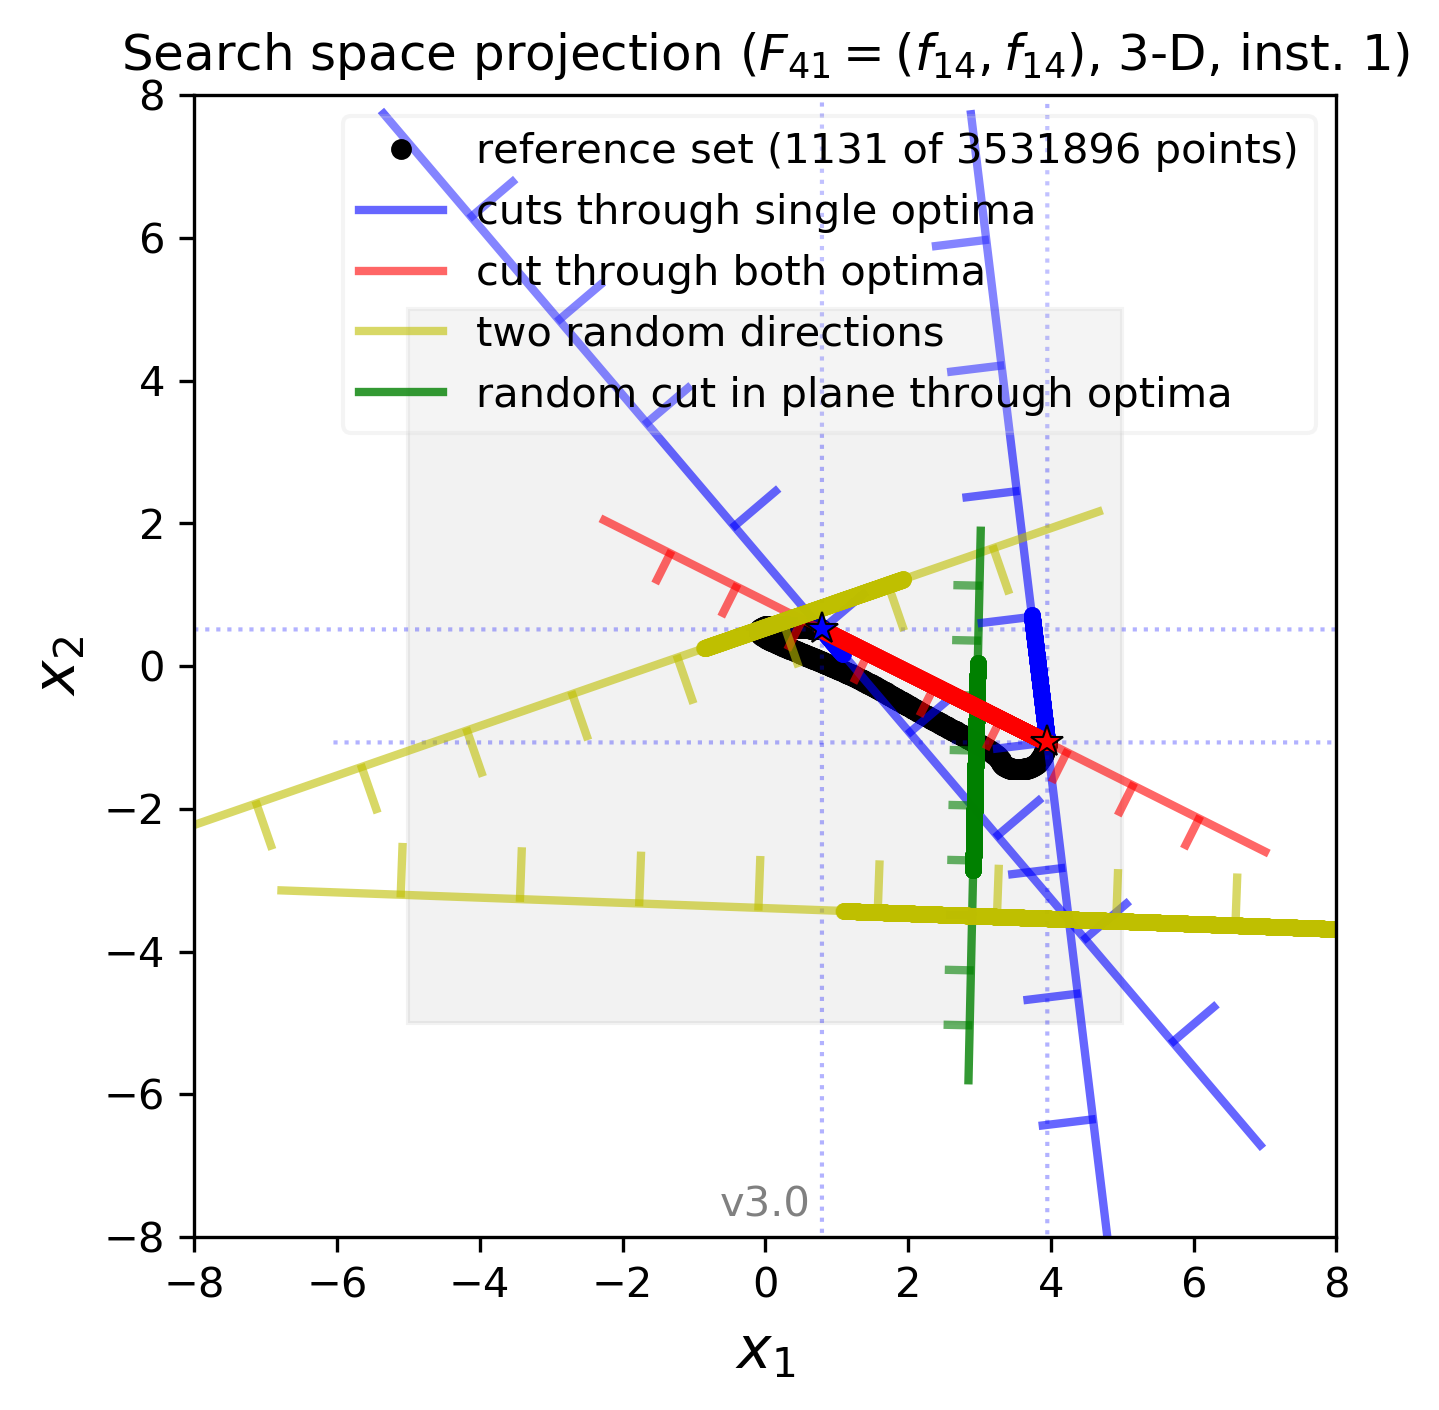 Search space projection (F₄₁ = (f₁₄, f₁₄), 3-D, inst. 1)
reference set (1131 of 3531896 points)
cuts through single optima
cut through both optima
two random directions
random cut in plane through optima
8
6
4
2
0
−2
−4
−6
−8
x₂
v3.0
−8 −6 −4 −2 0 2 4 6 8
x₁